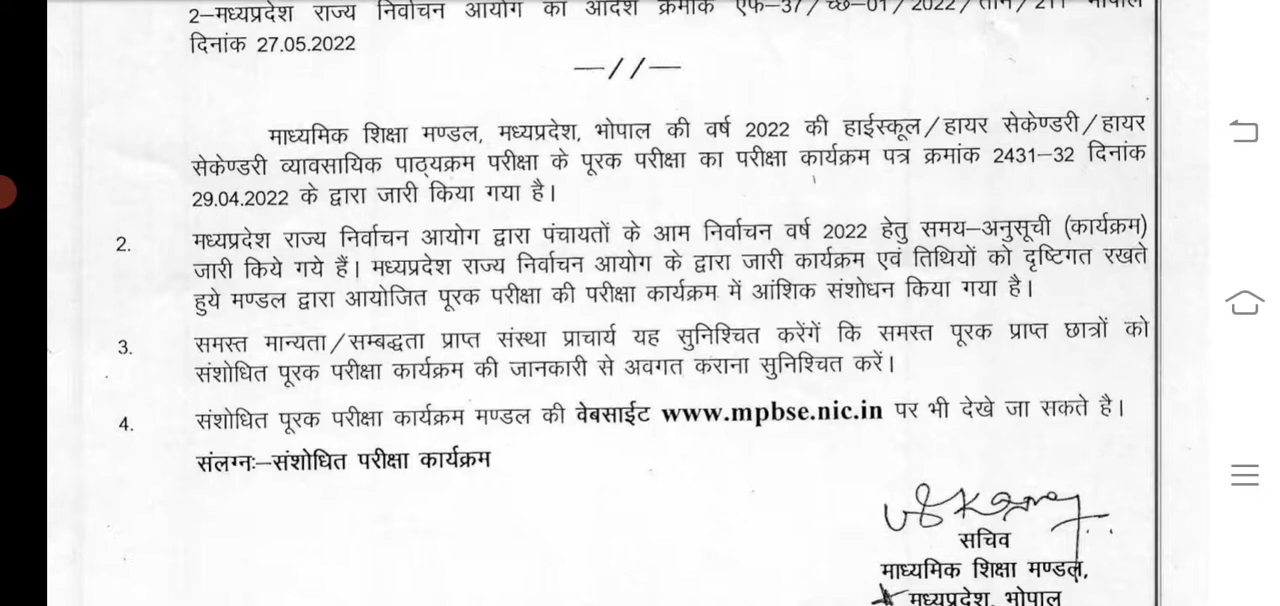 2–मध्यप्रदेश राज्य निर्वाचन आयोग का आदेश क्रमांक एफ–37/च्छ–01/2022/तीन/211 भोपाल
दिनांक 27.05.2022
—//—
माध्यमिक शिक्षा मण्डल, मध्यप्रदेश, भोपाल की वर्ष 2022 की हाईस्कूल/हायर सेकेण्डरी/हायर
सेकेण्डरी व्यावसायिक पाठ्यक्रम परीक्षा के पूरक परीक्षा का परीक्षा कार्यक्रम पत्र क्रमांक 2431–32 दिनांक
29.04.2022 के द्वारा जारी किया गया है।
2. मध्यप्रदेश राज्य निर्वाचन आयोग द्वारा पंचायतों के आम निर्वाचन वर्ष 2022 हेतु समय–अनुसूची (कार्यक्रम)
जारी किये गये हैं। मध्यप्रदेश राज्य निर्वाचन आयोग के द्वारा जारी कार्यक्रम एवं तिथियों को दृष्टिगत रखते
हुये मण्डल द्वारा आयोजित पूरक परीक्षा की परीक्षा कार्यक्रम में आंशिक संशोधन किया गया है।
3. समस्त मान्यता/सम्बद्धता प्राप्त संस्था प्राचार्य यह सुनिश्चित करेंगें कि समस्त पूरक प्राप्त छात्रों को
संशोधित पूरक परीक्षा कार्यक्रम की जानकारी से अवगत कराना सुनिश्चित करें।
4. संशोधित पूरक परीक्षा कार्यक्रम मण्डल की वेबसाईट www.mpbse.nic.in पर भी देखे जा सकते है।
संलग्नः–संशोधित परीक्षा कार्यक्रम
सचिव
माध्यमिक शिक्षा मण्डल,
मध्यप्रदेश, भोपाल